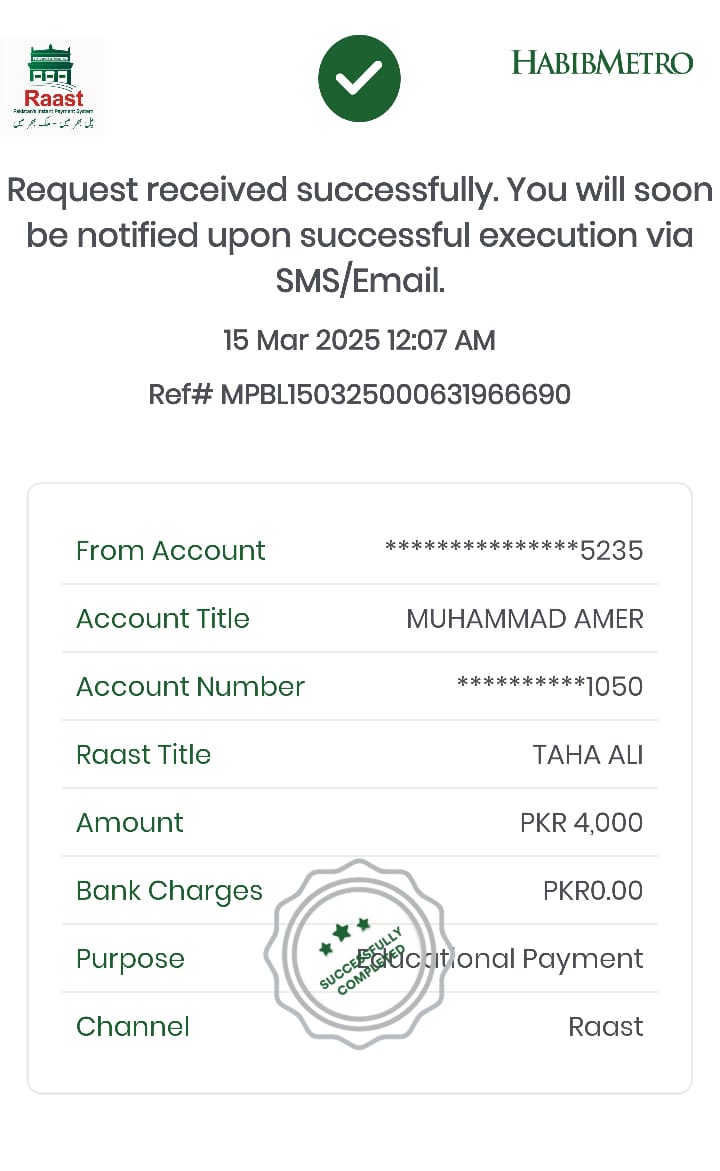 Raast
Pakistan's Instant Payment System
پل بھر میں - ملک بھر میں
HABIBMETRO
Request received successfully. You will soon
be notified upon successful execution via
SMS/Email.
15 Mar 2025 12:07 AM
Ref# MPBL150325000631966690
From Account ***************5235
Account Title MUHAMMAD AMER
Account Number **********1050
Raast Title TAHA ALI
Amount PKR 4,000
Bank Charges PKR0.00
Purpose Educational Payment
SUCCESSFULLY
COMPLETED
Channel Raast